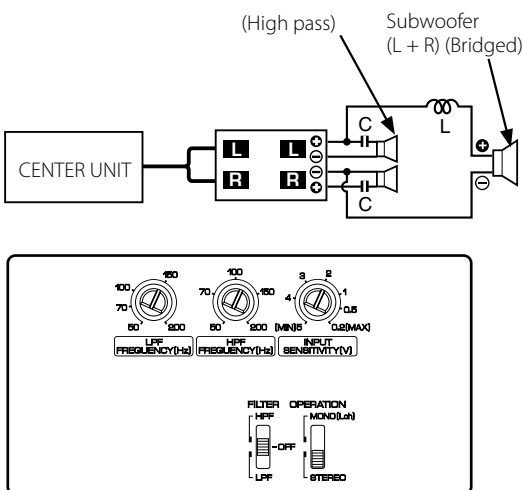 (High pass)
Subwoofer
(L + R) (Bridged)
CENTER UNIT
L L
R R
C
C
L
⊕
⊖
⊖
⊕
⊕
⊖
50 70 100 150 200
LPF
FREQUENCY(Hz)
50 70 100 150 200
HPF
FREQUENCY(Hz)
(MIN)5 4 3 2 1 0.5 0.2(MAX)
INPUT
SENSITIVITY(V)
FILTER OPERATION
HPF MONO(Lch)
OFF
LPF STEREO